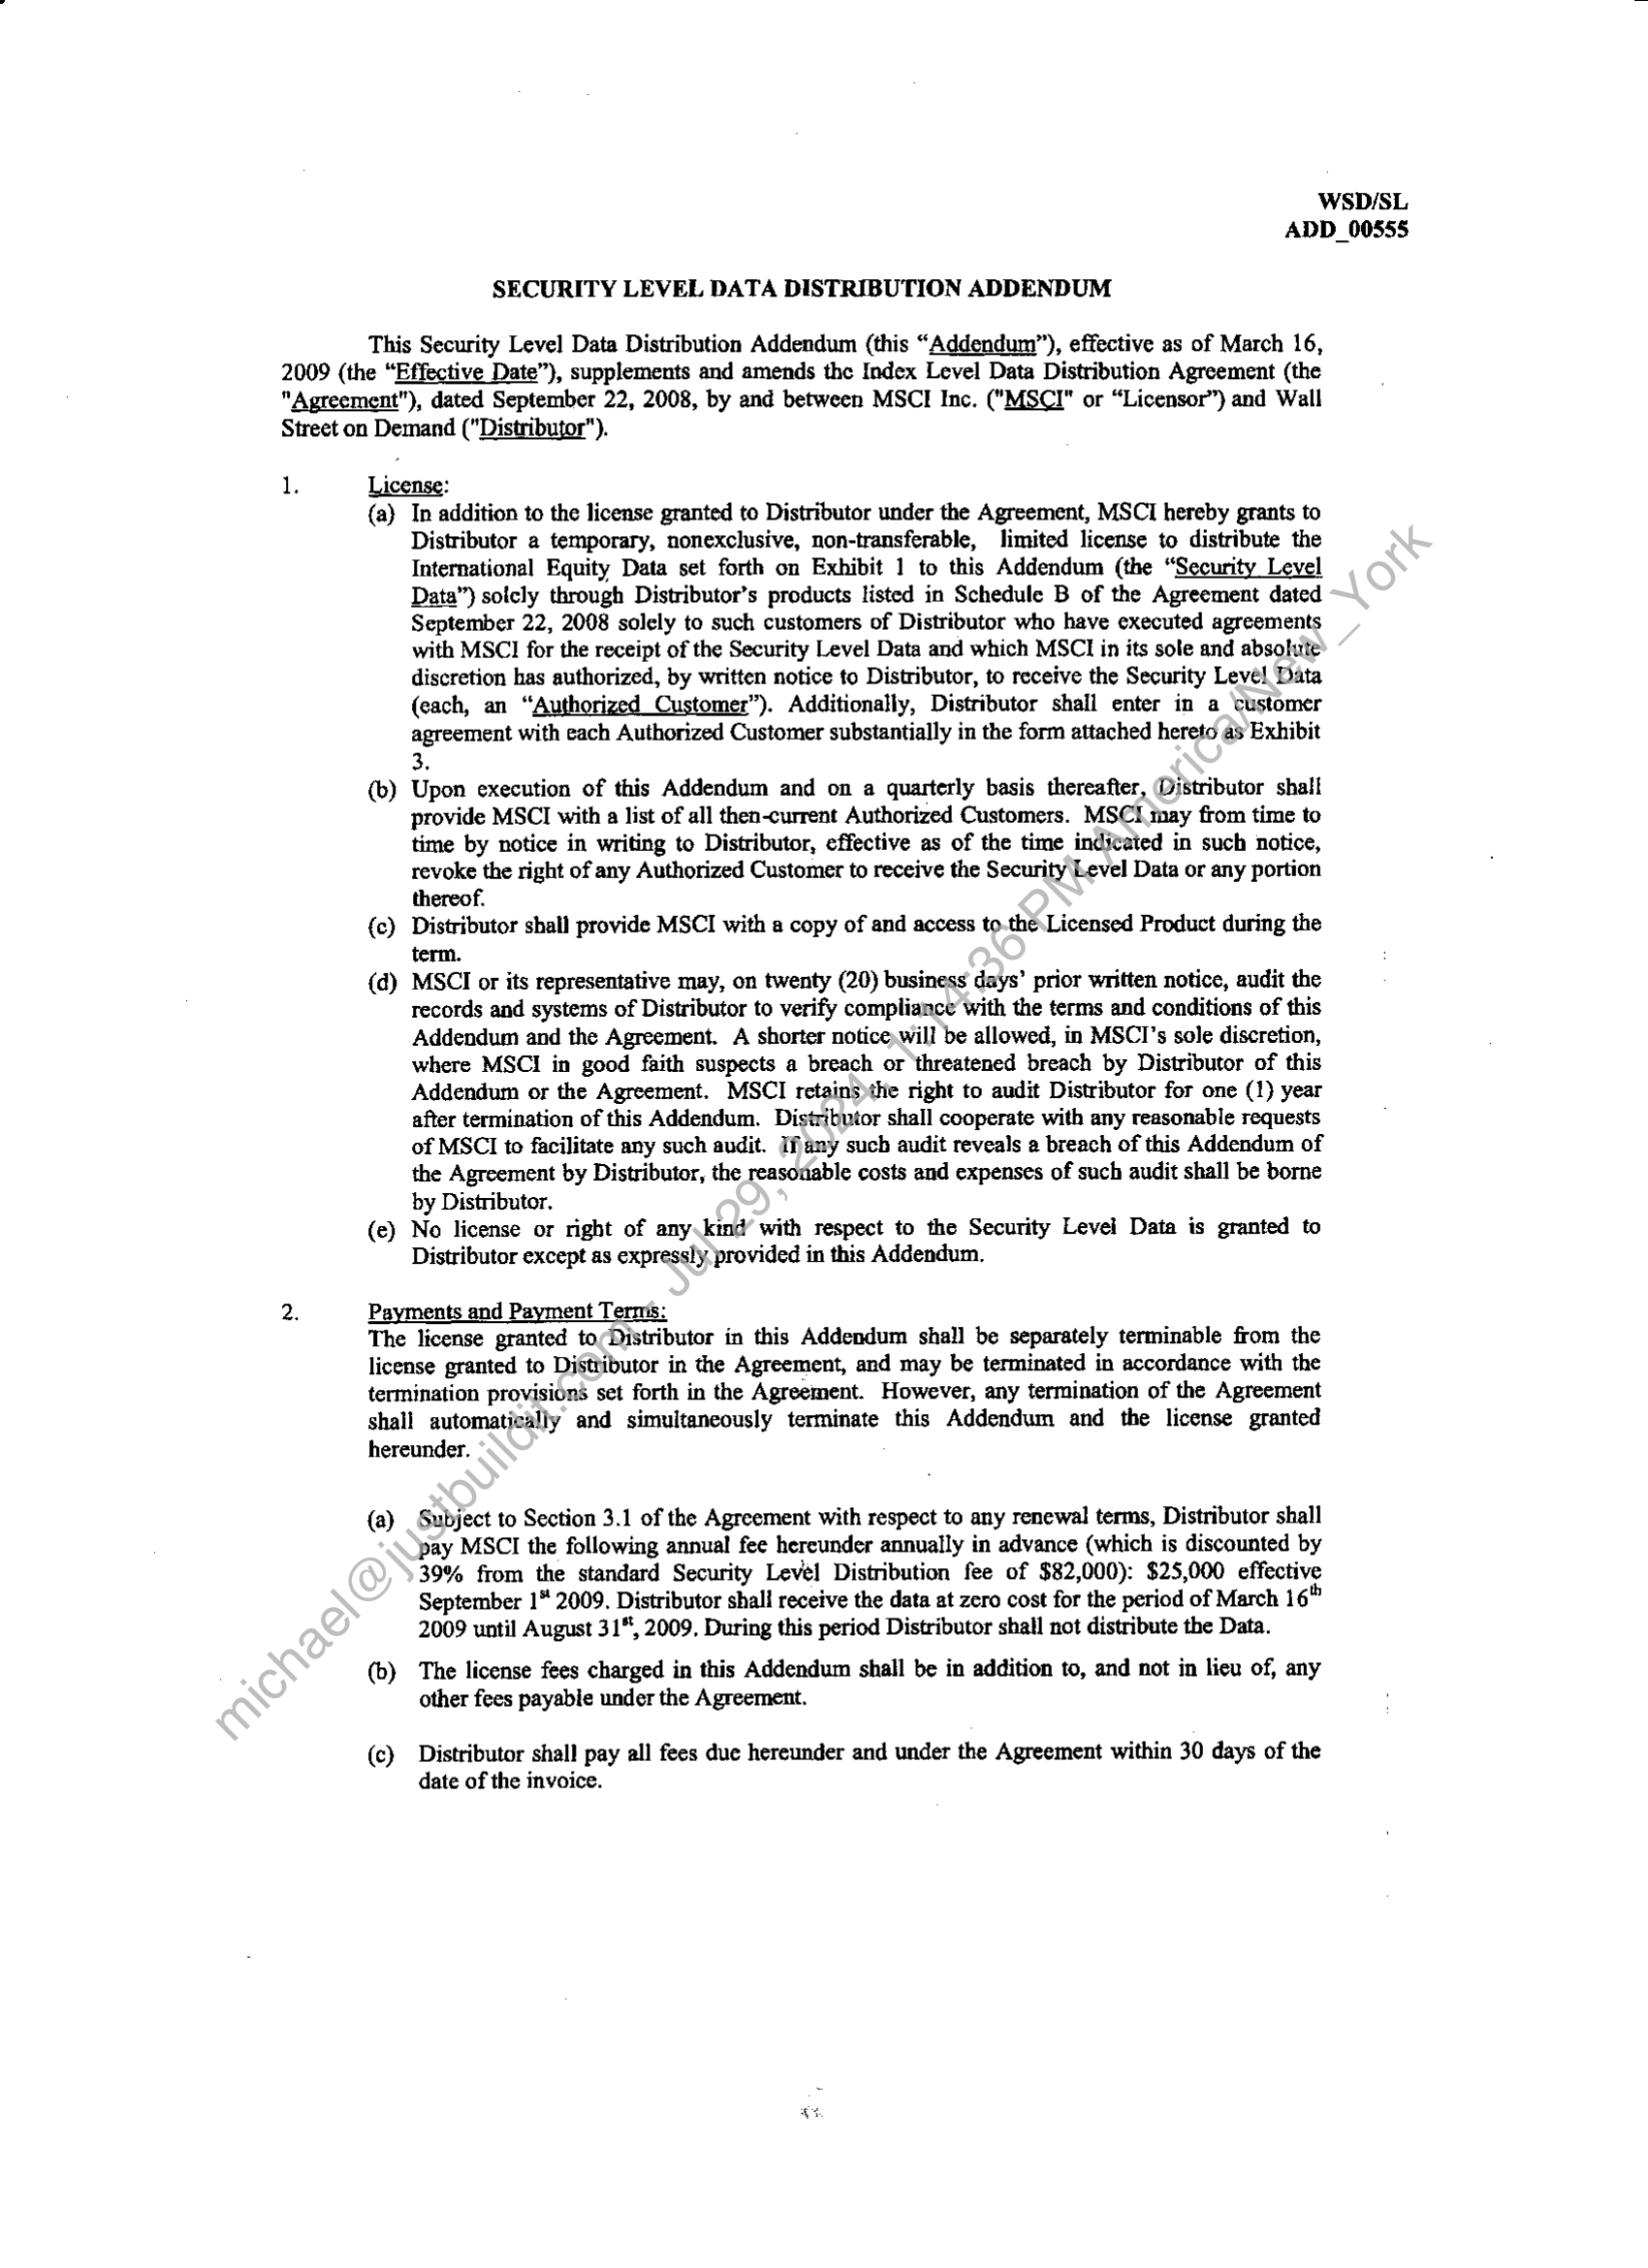 WSD/SL
ADD_00555
SECURITY LEVEL DATA DISTRIBUTION ADDENDUM
This Security Level Data Distribution Addendum (this “Addendum”), effective as of March 16,
2009 (the “Effective Date”), supplements and amends the Index Level Data Distribution Agreement (the
"Agreement"), dated September 22, 2008, by and between MSCI Inc. ("MSCI" or “Licensor”) and Wall
Street on Demand ("Distributor").
1. License:
(a) In addition to the license granted to Distributor under the Agreement, MSCI hereby grants to
Distributor a temporary, nonexclusive, non-transferable, limited license to distribute the
International Equity Data set forth on Exhibit 1 to this Addendum (the “Security Level
Data”) solely through Distributor’s products listed in Schedule B of the Agreement dated
September 22, 2008 solely to such customers of Distributor who have executed agreements
with MSCI for the receipt of the Security Level Data and which MSCI in its sole and absolute
discretion has authorized, by written notice to Distributor, to receive the Security Level Data
(each, an “Authorized Customer”). Additionally, Distributor shall enter in a customer
agreement with each Authorized Customer substantially in the form attached hereto as Exhibit
3.
(b) Upon execution of this Addendum and on a quarterly basis thereafter, Distributor shall
provide MSCI with a list of all then-current Authorized Customers. MSCI may from time to
time by notice in writing to Distributor, effective as of the time indicated in such notice,
revoke the right of any Authorized Customer to receive the Security Level Data or any portion
thereof.
(c) Distributor shall provide MSCI with a copy of and access to the Licensed Product during the
term.
(d) MSCI or its representative may, on twenty (20) business days’ prior written notice, audit the
records and systems of Distributor to verify compliance with the terms and conditions of this
Addendum and the Agreement. A shorter notice will be allowed, in MSCI’s sole discretion,
where MSCI in good faith suspects a breach or threatened breach by Distributor of this
Addendum or the Agreement. MSCI retains the right to audit Distributor for one (1) year
after termination of this Addendum. Distributor shall cooperate with any reasonable requests
of MSCI to facilitate any such audit. If any such audit reveals a breach of this Addendum of
the Agreement by Distributor, the reasonable costs and expenses of such audit shall be borne
by Distributor.
(e) No license or right of any kind with respect to the Security Level Data is granted to
Distributor except as expressly provided in this Addendum.
2. Payments and Payment Terms:
The license granted to Distributor in this Addendum shall be separately terminable from the
license granted to Distributor in the Agreement, and may be terminated in accordance with the
termination provisions set forth in the Agreement. However, any termination of the Agreement
shall automatically and simultaneously terminate this Addendum and the license granted
hereunder.
(a) Subject to Section 3.1 of the Agreement with respect to any renewal terms, Distributor shall
pay MSCI the following annual fee hereunder annually in advance (which is discounted by
39% from the standard Security Level Distribution fee of $82,000): $25,000 effective
September 1st 2009. Distributor shall receive the data at zero cost for the period of March 16th
2009 until August 31st, 2009. During this period Distributor shall not distribute the Data.
(b) The license fees charged in this Addendum shall be in addition to, and not in lieu of, any
other fees payable under the Agreement.
(c) Distributor shall pay all fees due hereunder and under the Agreement within 30 days of the
date of the invoice.
michael@justbuildit.com - Jul 29, 2024, 1:14:36 PM America/New_York